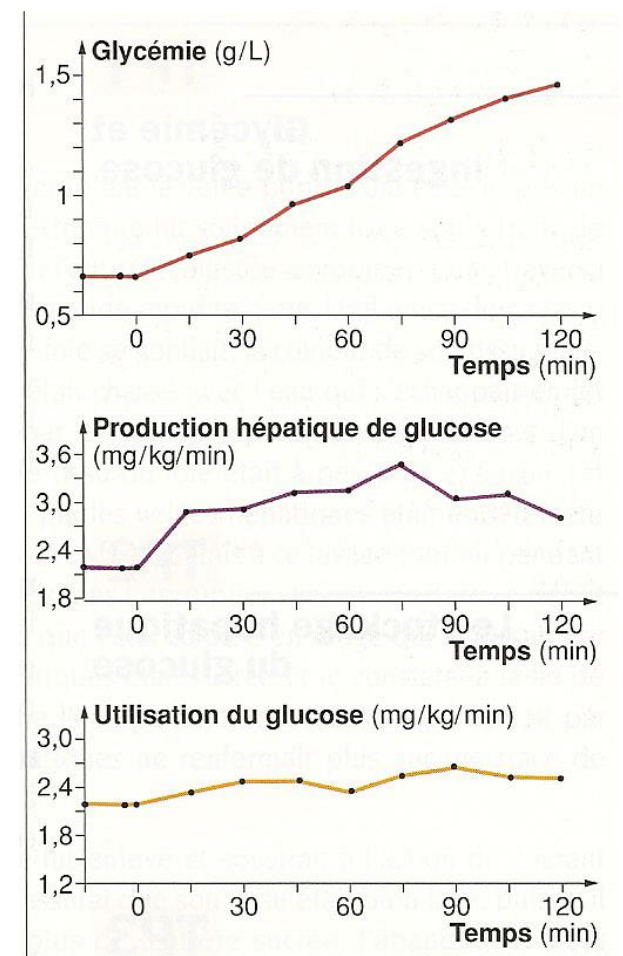 Glycémie (g/L)
1,5
1
0,5
0 30 60 90 120
Temps (min)
Production hépatique de glucose
(mg/kg/min)
3,6
3,0
2,4
1,8
0 30 60 90 120
Temps (min)
Utilisation du glucose (mg/kg/min)
3,0
2,4
1,8
1,2
0 30 60 90 120
Temps (min)